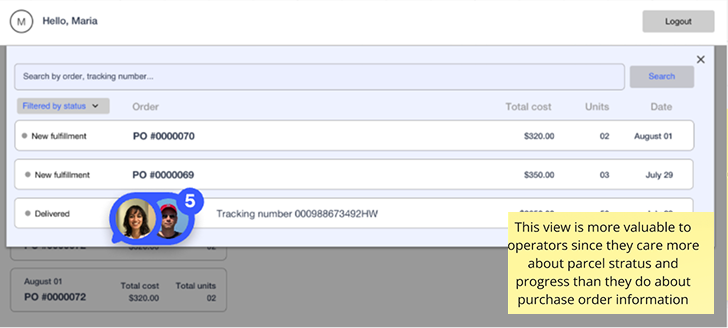 M Hello, Maria Logout
Search by order, tracking number... Search
Filtered by status Order Total cost Units Date
New fulfillment PO #0000070 $320.00 02 August 01
New fulfillment PO #0000069 $350.00 03 July 29
5
Delivered Tracking number 000988673492HW
This view is more valuable to
operators since they care more
about parcel stratus and
progress than they do about
purchase order information
PO #0000072 $320.00 02
August 01 Total cost Total units
PO #0000072 $320.00 02